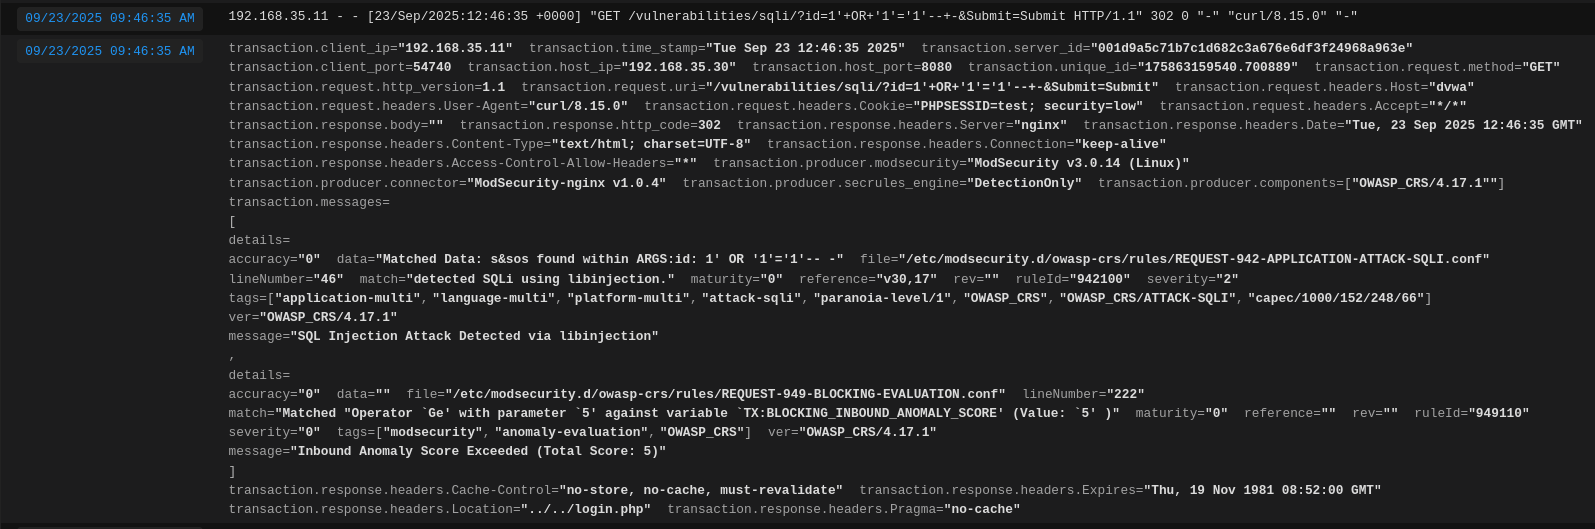 09/23/2025 09:46:35 AM 192.168.35.11 - - [23/Sep/2025:12:46:35 +0000] "GET /vulnerabilities/sqli/?id=1'+OR+'1'='1'--+-&Submit=Submit HTTP/1.1" 302 0 "-" "curl/8.15.0" "-"
09/23/2025 09:46:35 AM transaction.client_ip="192.168.35.11" transaction.time_stamp="Tue Sep 23 12:46:35 2025" transaction.server_id="001d9a5c71b7c1d682c3a676e6df3f24968a963e"
transaction.client_port=54740 transaction.host_ip="192.168.35.30" transaction.host_port=8080 transaction.unique_id="175863159540.700889" transaction.request.method="GET"
transaction.request.http_version=1.1 transaction.request.uri="/vulnerabilities/sqli/?id=1'+OR+'1'='1'--+-&Submit=Submit" transaction.request.headers.Host="dvwa"
transaction.request.headers.User-Agent="curl/8.15.0" transaction.request.headers.Cookie="PHPSESSID=test; security=low" transaction.request.headers.Accept="*/*"
transaction.response.body="" transaction.response.http_code=302 transaction.response.headers.Server="nginx" transaction.response.headers.Date="Tue, 23 Sep 2025 12:46:35 GMT"
transaction.response.headers.Content-Type="text/html; charset=UTF-8" transaction.response.headers.Connection="keep-alive"
transaction.response.headers.Access-Control-Allow-Headers="*" transaction.producer.modsecurity="ModSecurity v3.0.14 (Linux)"
transaction.producer.connector="ModSecurity-nginx v1.0.4" transaction.producer.secrules_engine="DetectionOnly" transaction.producer.components=["OWASP_CRS/4.17.1""]
transaction.messages=
[
details=
accuracy="0" data="Matched Data: s&sos found within ARGS:id: 1' OR '1'='1'-- -" file="/etc/modsecurity.d/owasp-crs/rules/REQUEST-942-APPLICATION-ATTACK-SQLI.conf"
lineNumber="46" match="detected SQLi using libinjection." maturity="0" reference="v30,17" rev="" ruleId="942100" severity="2"
tags=["application-multi","language-multi","platform-multi","attack-sqli","paranoia-level/1","OWASP_CRS","OWASP_CRS/ATTACK-SQLI","capec/1000/152/248/66"]
ver="OWASP_CRS/4.17.1"
message="SQL Injection Attack Detected via libinjection"
,
details=
accuracy="0" data="" file="/etc/modsecurity.d/owasp-crs/rules/REQUEST-949-BLOCKING-EVALUATION.conf" lineNumber="222"
match="Matched "Operator `Ge' with parameter `5' against variable `TX:BLOCKING_INBOUND_ANOMALY_SCORE' (Value: `5' )" maturity="0" reference="" rev="" ruleId="949110"
severity="0" tags=["modsecurity","anomaly-evaluation","OWASP_CRS"] ver="OWASP_CRS/4.17.1"
message="Inbound Anomaly Score Exceeded (Total Score: 5)"
]
transaction.response.headers.Cache-Control="no-store, no-cache, must-revalidate" transaction.response.headers.Expires="Thu, 19 Nov 1981 08:52:00 GMT"
transaction.response.headers.Location="../../login.php" transaction.response.headers.Pragma="no-cache"